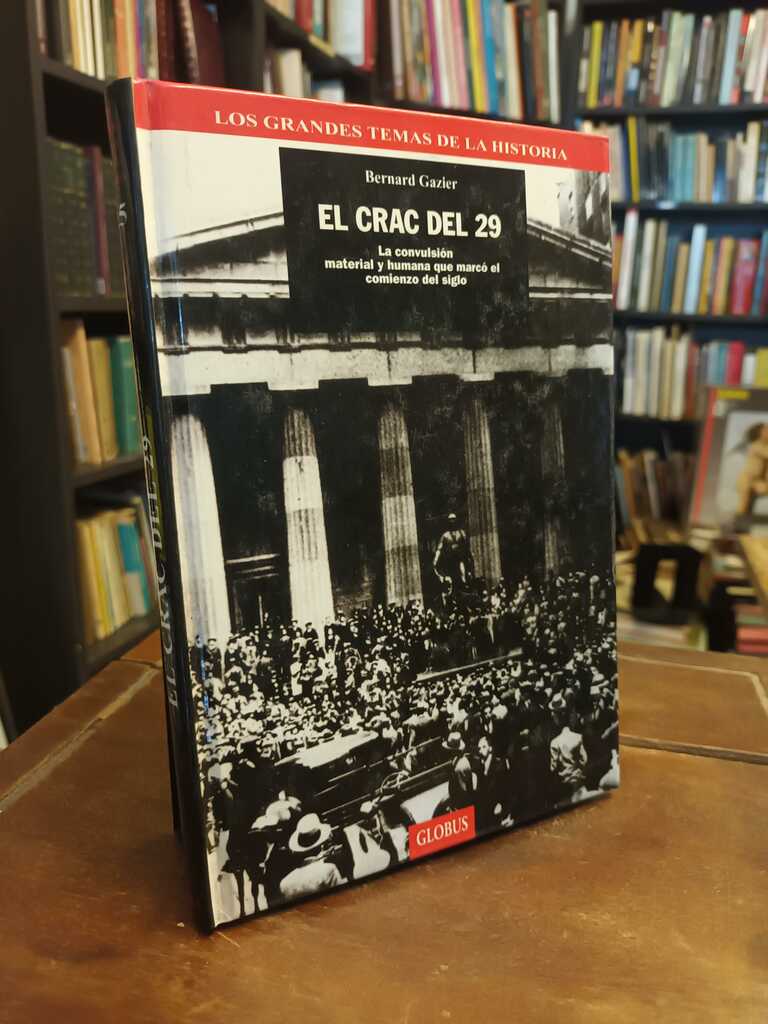 LOS GRANDES TEMAS DE LA HISTORIA
Bernard Gazier
EL CRAC DEL 29
La convulsión
material y humana que marcó el
comienzo del siglo
GLOBUS
EL CRAC DEL 29